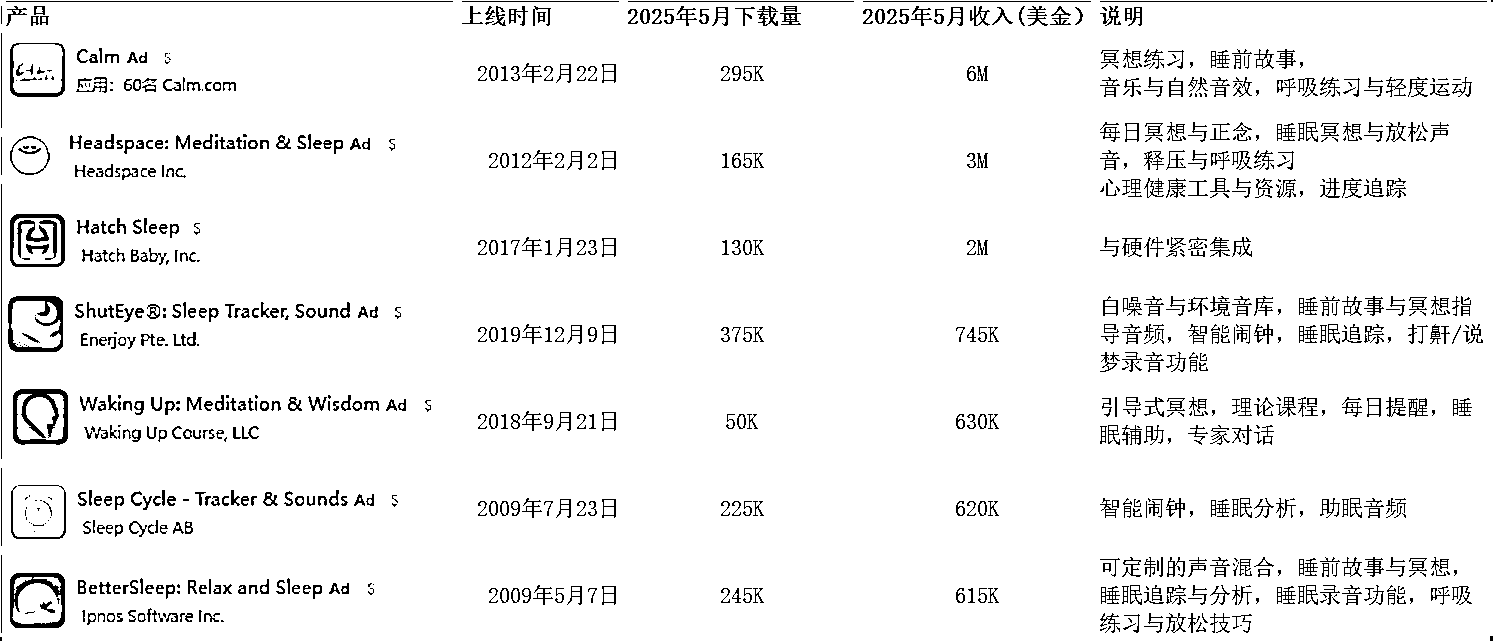 产品 上线时间 2025年5月下载量 2025年5月收入(美金） 说明
Calm Ad $
应用：60名 Calm.com
2013年2月22日 295K 6M
冥想练习，睡前故事，
音乐与自然音效，呼吸练习与轻度运动
Headspace: Meditation & Sleep Ad $
Headspace Inc.
2012年2月2日 165K 3M
每日冥想与正念，睡眠冥想与放松声
音，释压与呼吸练习
心理健康工具与资源，进度追踪
Hatch Sleep $
Hatch Baby, Inc.
2017年1月23日 130K 2M
与硬件紧密集成
ShutEye®: Sleep Tracker, Sound Ad $
Enerjoy Pte. Ltd.
2019年12月9日 375K 745K
白噪音与环境音库，睡前故事与冥想指
导音频，智能闹钟，睡眠追踪，打鼾/说
梦录音功能
Waking Up: Meditation & Wisdom Ad $
Waking Up Course, LLC
2018年9月21日 50K 630K
引导式冥想，理论课程，每日提醒，睡
眠辅助，专家对话
Sleep Cycle - Tracker & Sounds Ad $
Sleep Cycle AB
2009年7月23日 225K 620K
智能闹钟，睡眠分析，助眠音频
BetterSleep: Relax and Sleep Ad $
Ipnos Software Inc.
2009年5月7日 245K 615K
可定制的声音混合，睡前故事与冥想，
睡眠追踪与分析，睡眠录音功能，呼吸
练习与放松技巧